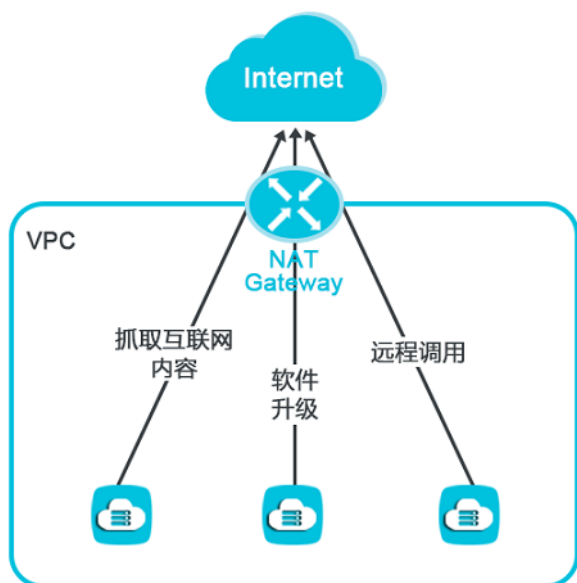 Internet
VPC
NAT
Gateway
抓取互联网
内容
软件
升级
远程调用